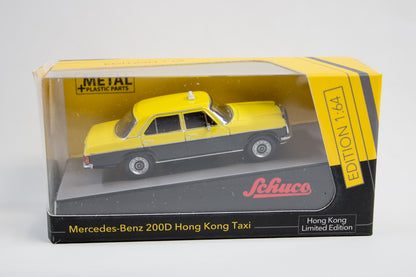 METAL
+PLASTIC PARTS
EDITION 1:64
Schuco
Mercedes-Benz 200D Hong Kong Taxi
Hong Kong
Limited Edition